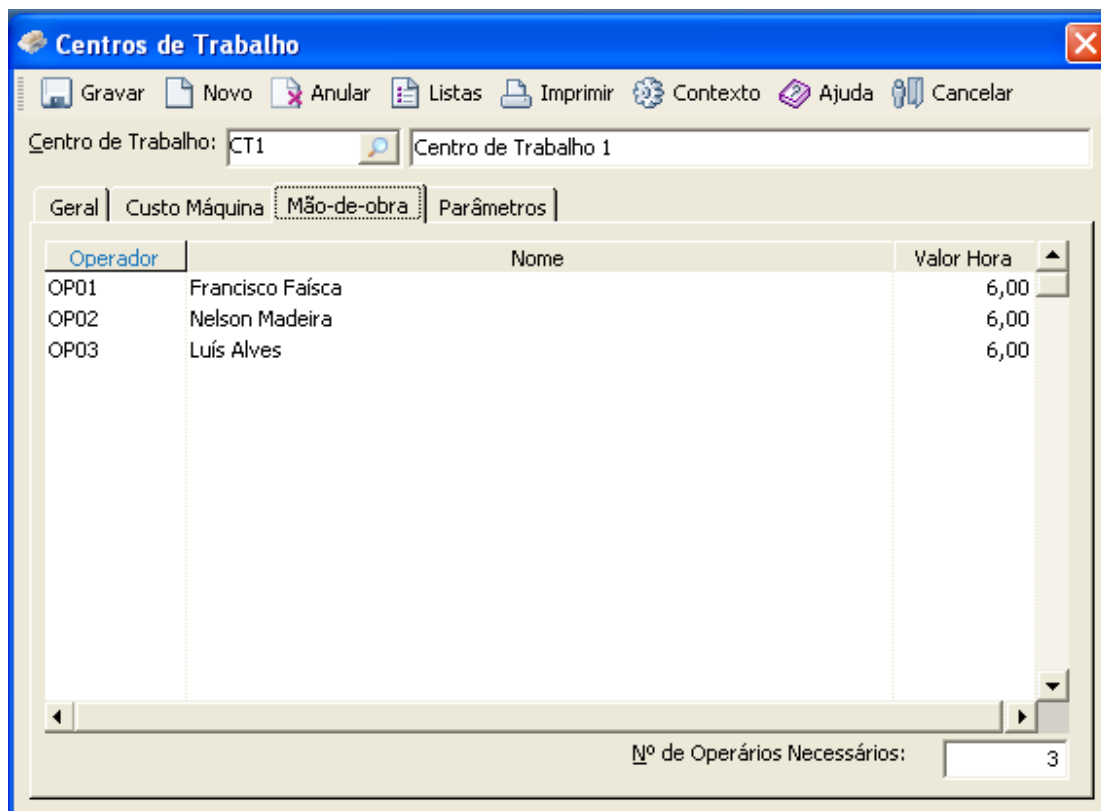 Centros de Trabalho
Gravar Novo Anular Listas Imprimir Contexto Ajuda Cancelar
Centro de Trabalho: CT1 Centro de Trabalho 1
Geral Custo Máquina Mão-de-obra Parâmetros
Operador Nome Valor Hora
OP01 Francisco Faísca 6,00
OP02 Nelson Madeira 6,00
OP03 Luís Alves 6,00
Nº de Operários Necessários: 3